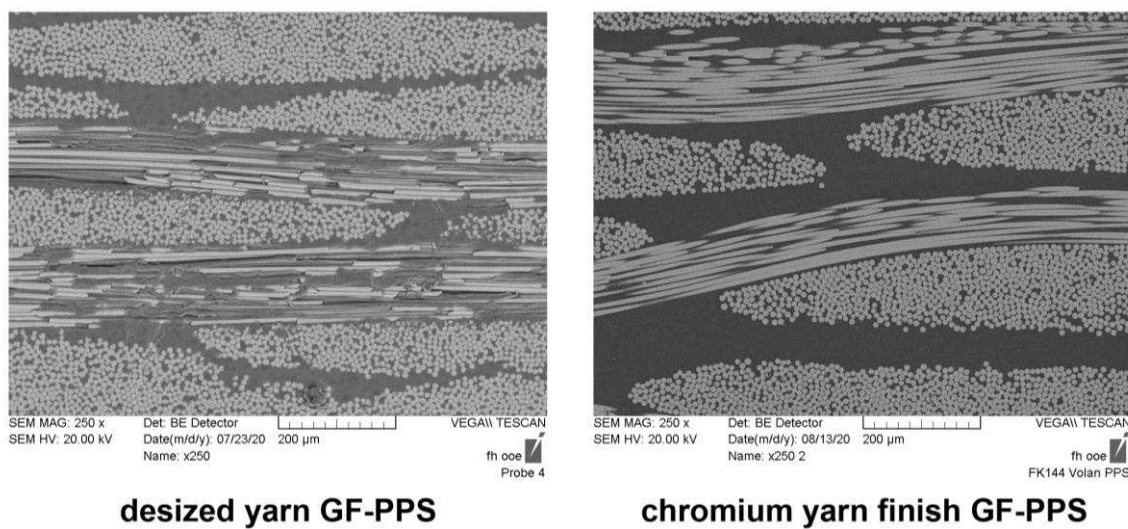 SEM MAG: 250 x Det: BE Detector VEGA\\ TESCAN
SEM HV: 20.00 kV Date(m/d/y): 07/23/20 200 µm
Name: x250 fh ooe
Probe 4
SEM MAG: 250 x Det: BE Detector VEGA\\ TESCAN
SEM HV: 20.00 kV Date(m/d/y): 08/13/20 200 µm
Name: x250 2 fh ooe
FK144 Volan PPS
desized yarn GF-PPS
chromium yarn finish GF-PPS